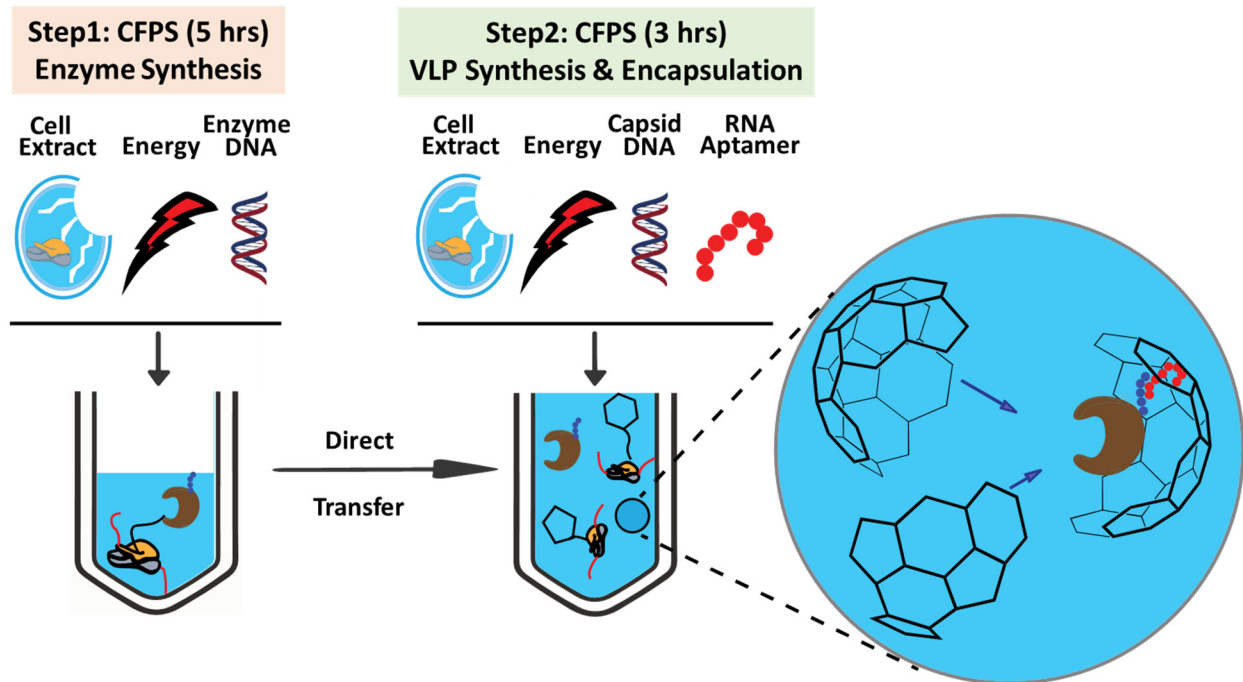 Step1: CFPS (5 hrs)
Enzyme Synthesis
Step2: CFPS (3 hrs)
VLP Synthesis & Encapsulation
Cell
Extract
Energy
Enzyme
DNA
Cell
Extract
Energy
Capsid
DNA
RNA
Aptamer
Direct
Transfer